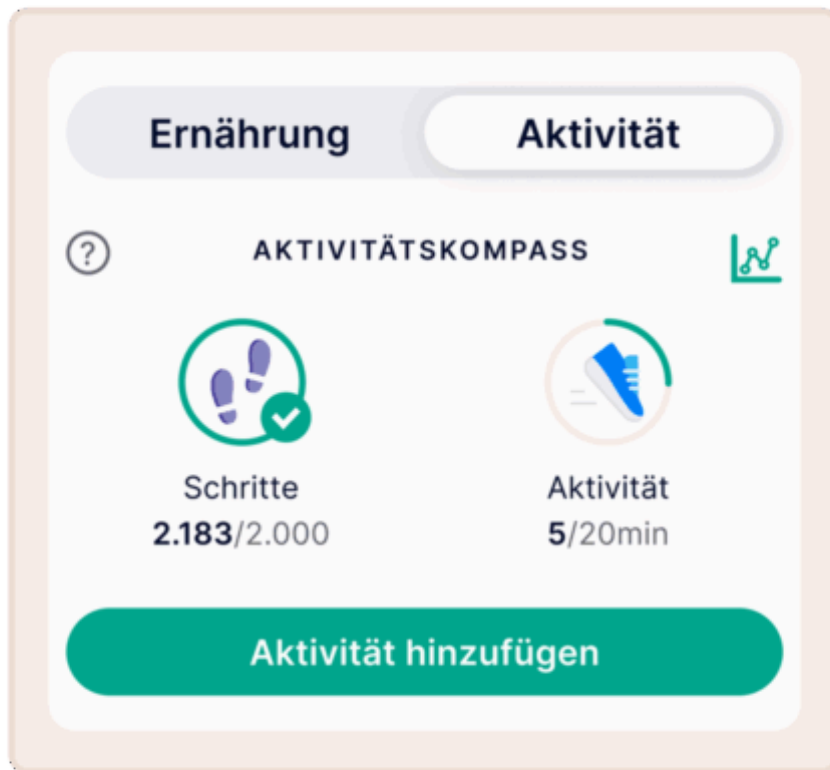 Ernährung Aktivität
? AKTIVITÄTSKOMPASS
Schritte Aktivität
2.183/2.000 5/20min
Aktivität hinzufügen